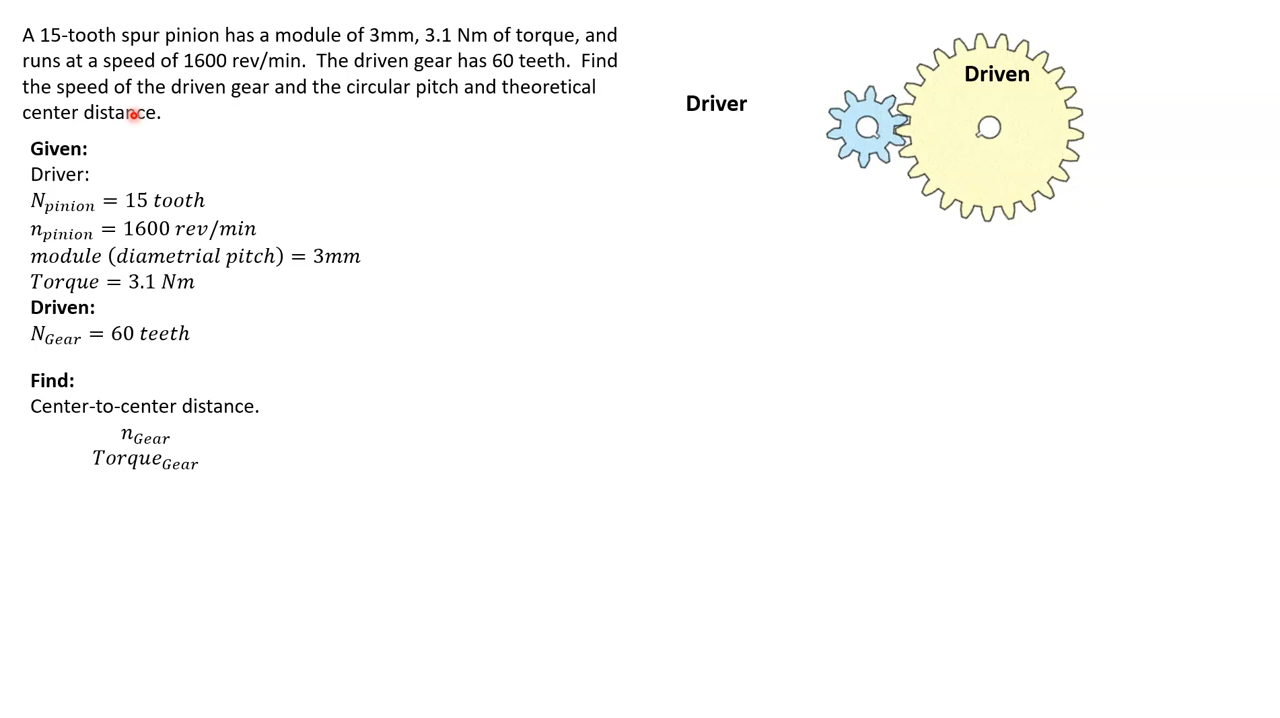 A 15-tooth spur pinion has a module of 3mm, 3.1 Nm of torque, and
runs at a speed of 1600 rev/min.  The driven gear has 60 teeth.  Find
the speed of the driven gear and the circular pitch and theoretical
center distance.
Driver
Driven
Given:
Driver:
N_pinion = 15 tooth
n_pinion = 1600 rev/min
module (diametrial pitch) = 3mm
Torque = 3.1 Nm
Driven:
N_Gear = 60 teeth
Find:
Center-to-center distance.
n_Gear
Torque_Gear